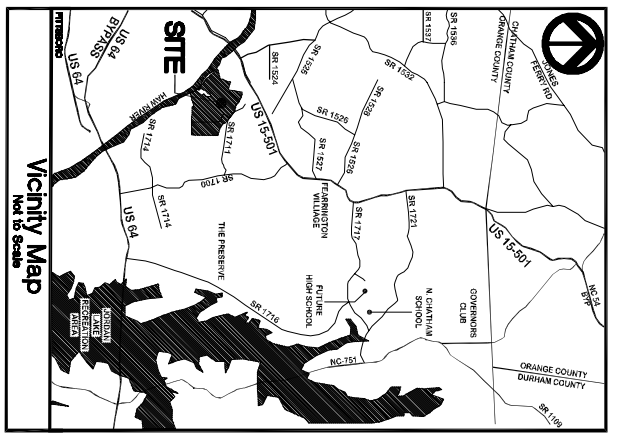 JONES
FERRY RD
CHATHAM COUNTY
ORANGE COUNTY
SR 1536
SR 1537
SR 1532
SR 1525
SR 1524
SITE
US 64
BYPASS
US 64
PITTSBORO
HAW RIVER
US 15-501
SR 1528
SR 1526
SR 1527
SR 1526
SR 1711
SR 1714
SR 1700
SR 1714
US 64
FEARRINGTON
VILLIAGE
SR 1717
SR 1721
US 15-501
NC 54
BYP
THE PRESERVE
SR 1716
FUTURE
HIGH SCHOOL
N. CHATHAM
SCHOOL
GOVERNORS
CLUB
NC-751
ORANGE COUNTY
DURHAM COUNTY
SR 1109
JORDAN
LAKE
RECREATION
AREA
Vicinity Map
Not to Scale